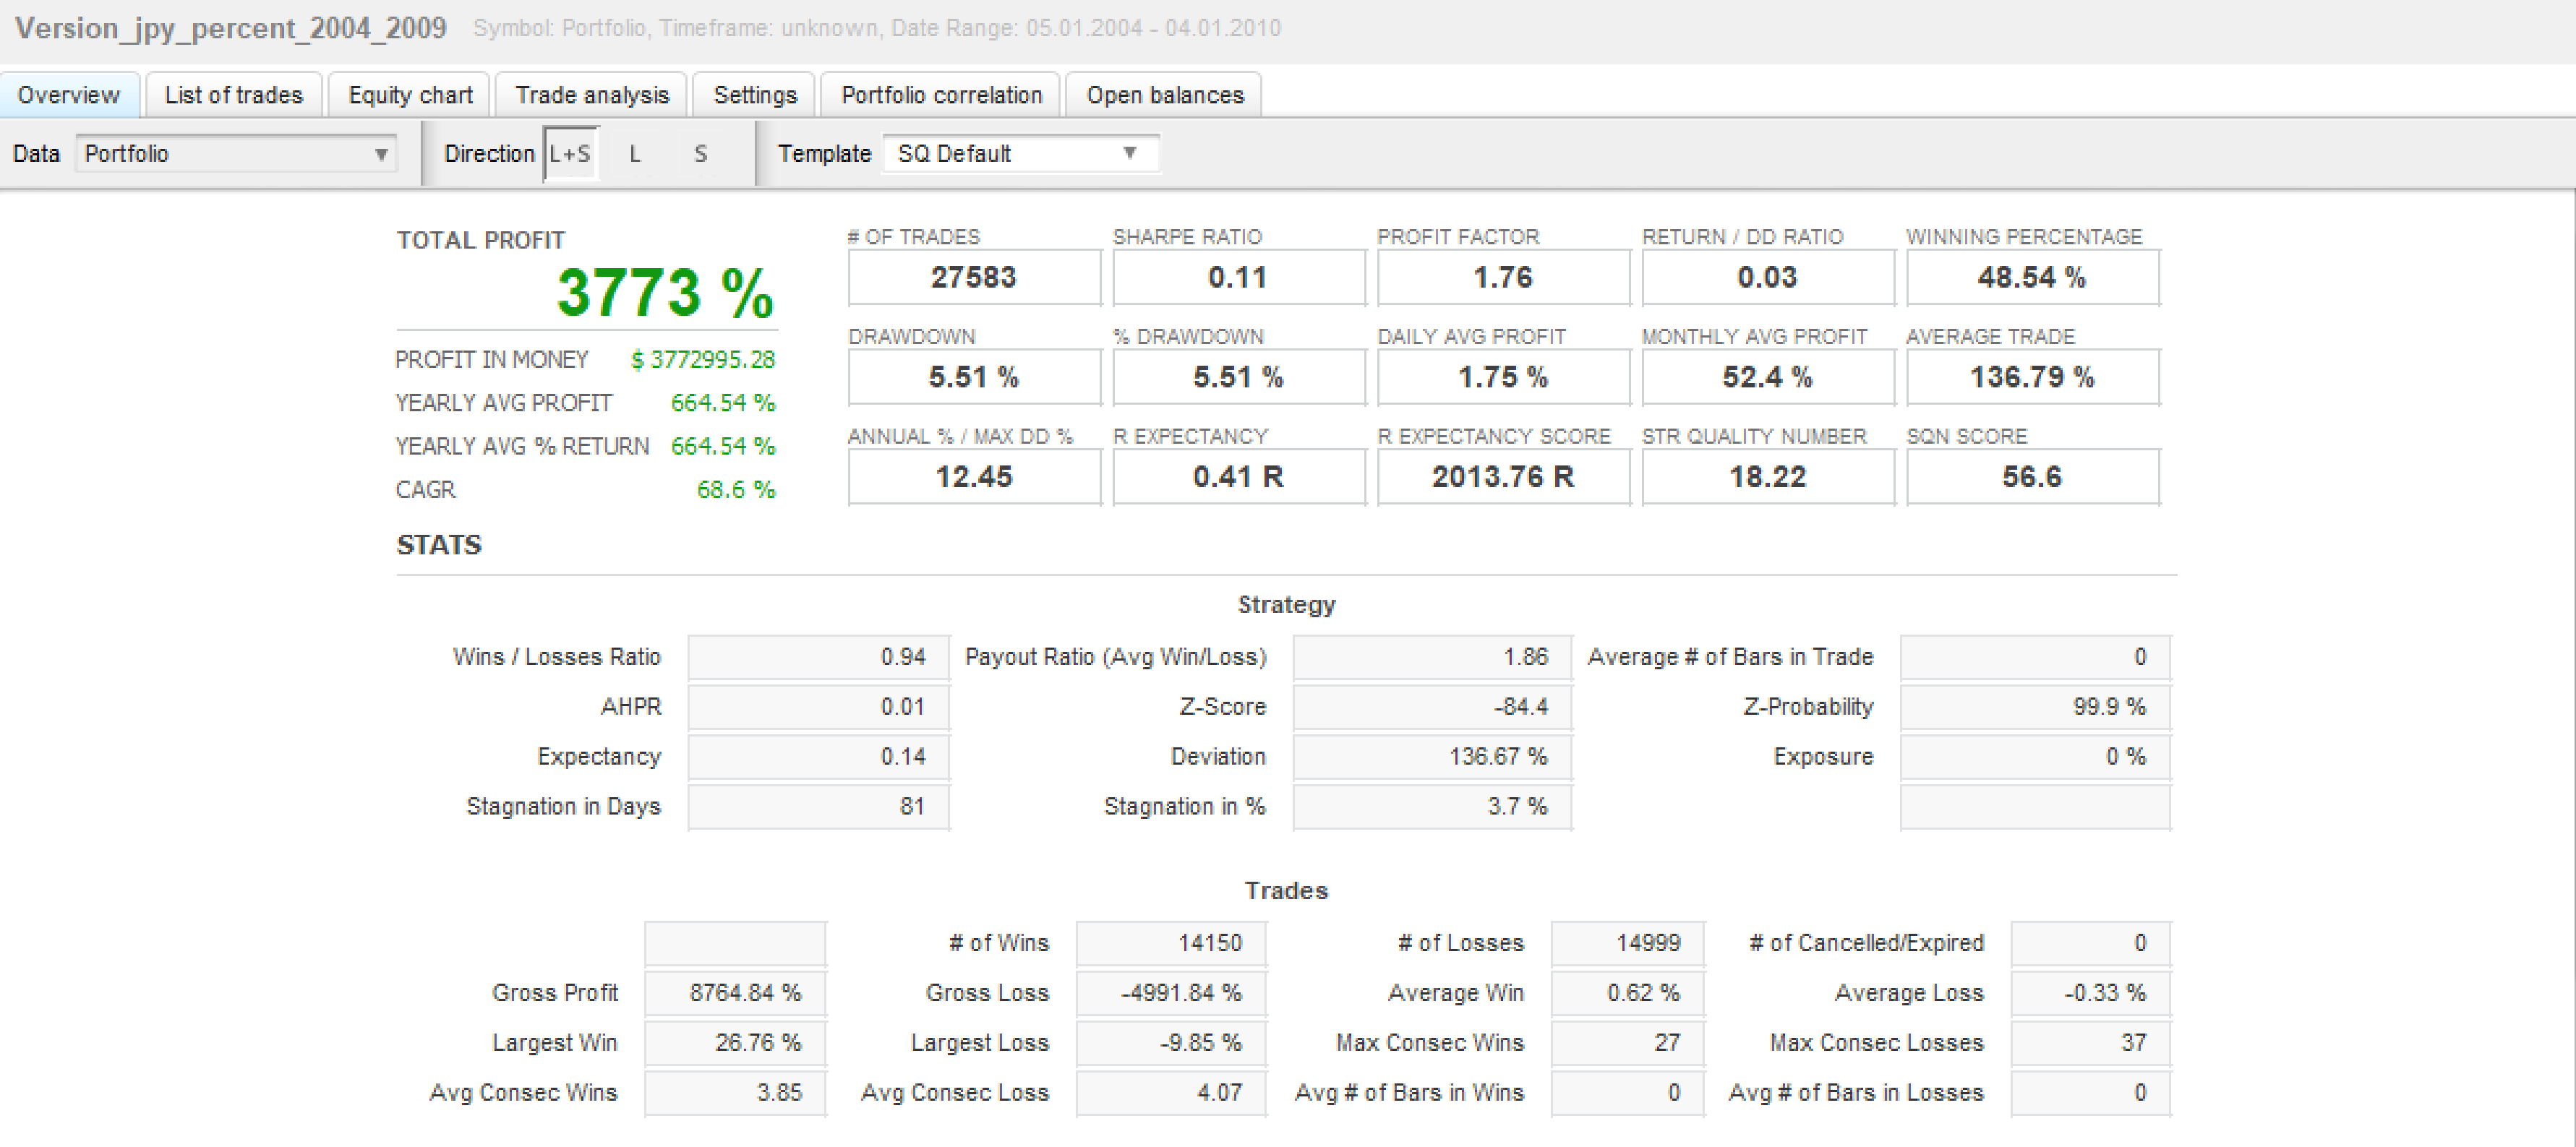 Version_jpy_percent_2004_2009 Symbol: Portfolio, Timeframe: unknown, Date Range: 05.01.2004 - 04.01.2010
Overview List of trades Equity chart Trade analysis Settings Portfolio correlation Open balances
Data Portfolio Direction L+S L S Template SQ Default
TOTAL PROFIT
3773 %
PROFIT IN MONEY $ 3772995.28
YEARLY AVG PROFIT 664.54 %
YEARLY AVG % RETURN 664.54 %
CAGR 68.6 %
# OF TRADES SHARPE RATIO PROFIT FACTOR RETURN / DD RATIO WINNING PERCENTAGE
27583 0.11 1.76 0.03 48.54 %
DRAWDOWN % DRAWDOWN DAILY AVG PROFIT MONTHLY AVG PROFIT AVERAGE TRADE
5.51 % 5.51 % 1.75 % 52.4 % 136.79 %
ANNUAL % / MAX DD % R EXPECTANCY R EXPECTANCY SCORE STR QUALITY NUMBER SQN SCORE
12.45 0.41 R 2013.76 R 18.22 56.6
STATS
Strategy
Wins / Losses Ratio 0.94 Payout Ratio (Avg Win/Loss) 1.86 Average # of Bars in Trade 0
AHPR 0.01 Z-Score -84.4 Z-Probability 99.9 %
Expectancy 0.14 Deviation 136.67 % Exposure 0 %
Stagnation in Days 81 Stagnation in % 3.7 %
Trades
# of Wins 14150 # of Losses 14999 # of Cancelled/Expired 0
Gross Profit 8764.84 % Gross Loss -4991.84 % Average Win 0.62 % Average Loss -0.33 %
Largest Win 26.76 % Largest Loss -9.85 % Max Consec Wins 27 Max Consec Losses 37
Avg Consec Wins 3.85 Avg Consec Loss 4.07 Avg # of Bars in Wins 0 Avg # of Bars in Losses 0